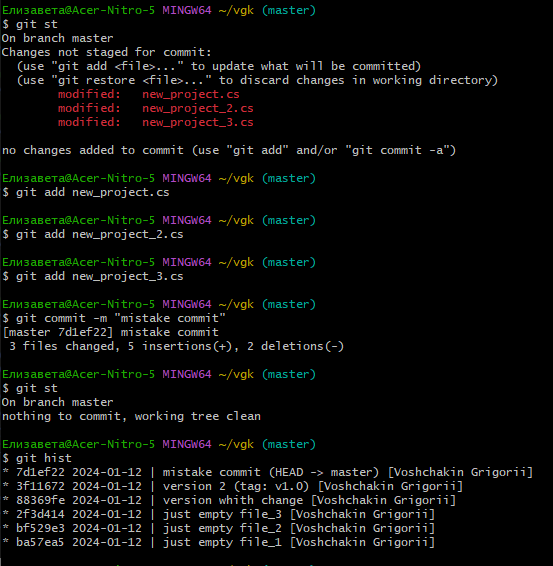 Елизавета@Acer-Nitro-5 MINGW64 ~/vgk (master)
$ git st
On branch master
Changes not staged for commit:
  (use "git add <file>..." to update what will be committed)
  (use "git restore <file>..." to discard changes in working directory)
        modified:   new_project.cs
        modified:   new_project_2.cs
        modified:   new_project_3.cs

no changes added to commit (use "git add" and/or "git commit -a")

Елизавета@Acer-Nitro-5 MINGW64 ~/vgk (master)
$ git add new_project.cs

Елизавета@Acer-Nitro-5 MINGW64 ~/vgk (master)
$ git add new_project_2.cs

Елизавета@Acer-Nitro-5 MINGW64 ~/vgk (master)
$ git add new_project_3.cs

Елизавета@Acer-Nitro-5 MINGW64 ~/vgk (master)
$ git commit -m "mistake commit"
[master 7d1ef22] mistake commit
 3 files changed, 5 insertions(+), 2 deletions(-)

Елизавета@Acer-Nitro-5 MINGW64 ~/vgk (master)
$ git st
On branch master
nothing to commit, working tree clean

Елизавета@Acer-Nitro-5 MINGW64 ~/vgk (master)
$ git hist
* 7d1ef22 2024-01-12 | mistake commit (HEAD -> master) [Voshchakin Grigorii]
* 3f11672 2024-01-12 | version 2 (tag: v1.0) [Voshchakin Grigorii]
* 88369fe 2024-01-12 | version whith change [Voshchakin Grigorii]
* 2f3d414 2024-01-12 | just empty file_3 [Voshchakin Grigorii]
* bf529e3 2024-01-12 | just empty file_2 [Voshchakin Grigorii]
* ba57ea5 2024-01-12 | just empty file_1 [Voshchakin Grigorii]